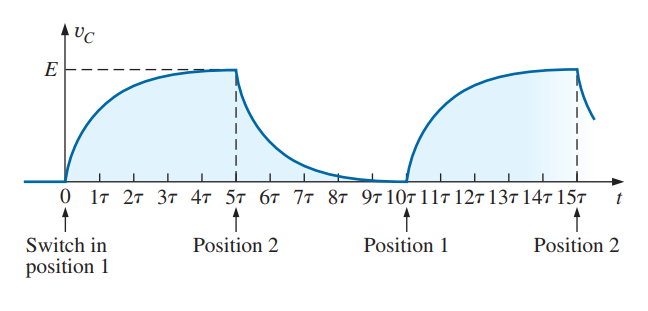 v_C
E
0 1τ 2τ 3τ 4τ 5τ 6τ 7τ 8τ 9τ 10τ 11τ 12τ 13τ 14τ 15τ t
Switch in position 1
Position 2
Position 1
Position 2